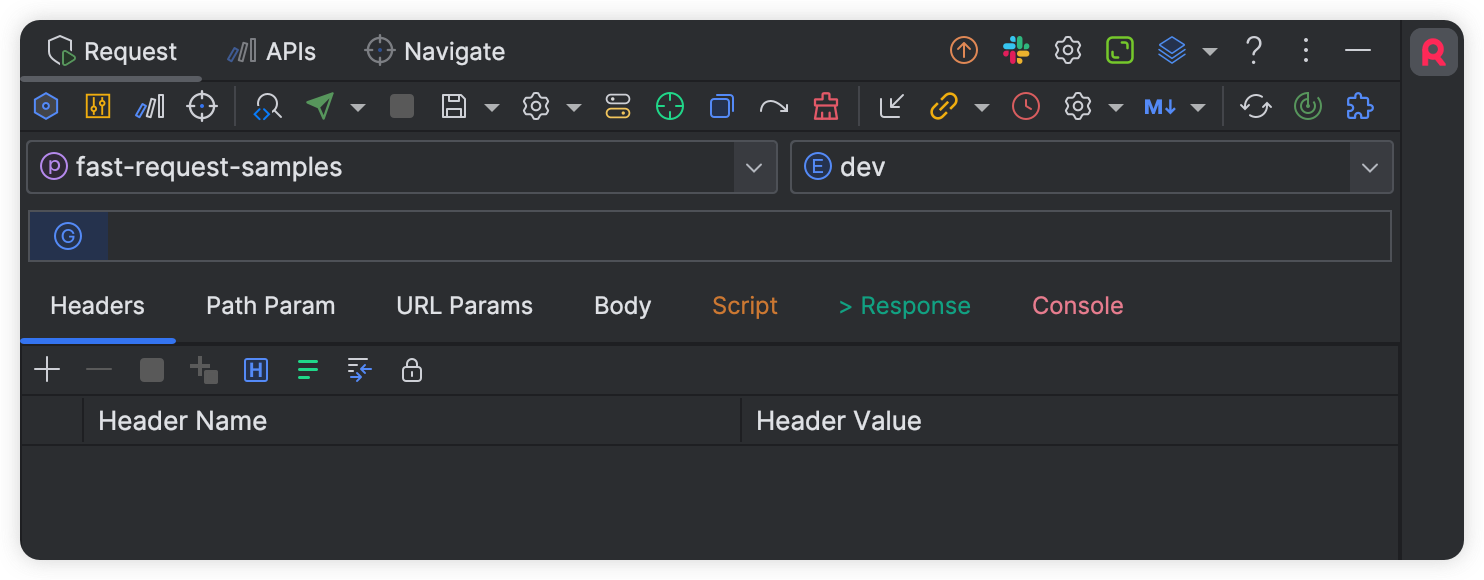 Request APIs Navigate ?
M↓
P fast-request-samples E dev
G
Headers Path Param URL Params Body Script > Response Console
H
Header Name Header Value
R